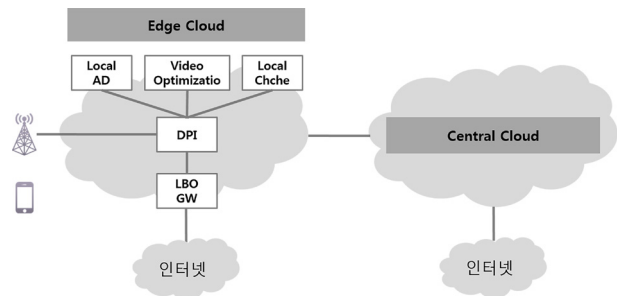 Edge Cloud
Local
AD
Video
Optimizatio
Local
Chche
DPI
Central Cloud
LBO
GW
인터넷
인터넷